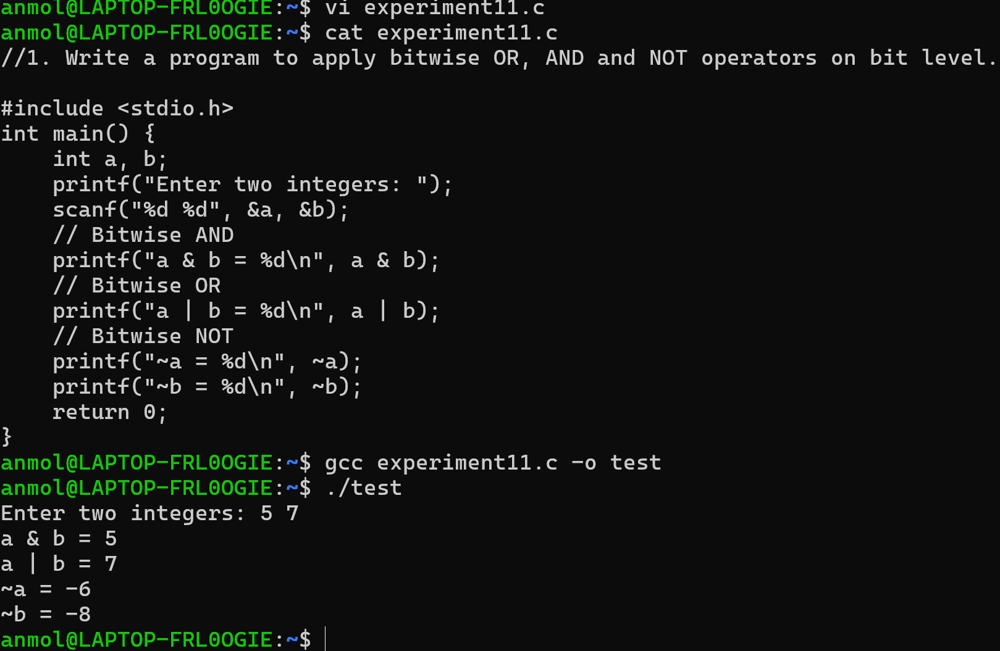 anmol@LAPTOP-FRL0OGIE:~$ vi experiment11.c
anmol@LAPTOP-FRL0OGIE:~$ cat experiment11.c
//1. Write a program to apply bitwise OR, AND and NOT operators on bit level.

#include <stdio.h>
int main() {
    int a, b;
    printf("Enter two integers: ");
    scanf("%d %d", &a, &b);
    // Bitwise AND
    printf("a & b = %d\n", a & b);
    // Bitwise OR
    printf("a | b = %d\n", a | b);
    // Bitwise NOT
    printf("~a = %d\n", ~a);
    printf("~b = %d\n", ~b);
    return 0;
}
anmol@LAPTOP-FRL0OGIE:~$ gcc experiment11.c -o test
anmol@LAPTOP-FRL0OGIE:~$ ./test
Enter two integers: 5 7
a & b = 5
a | b = 7
~a = -6
~b = -8
anmol@LAPTOP-FRL0OGIE:~$